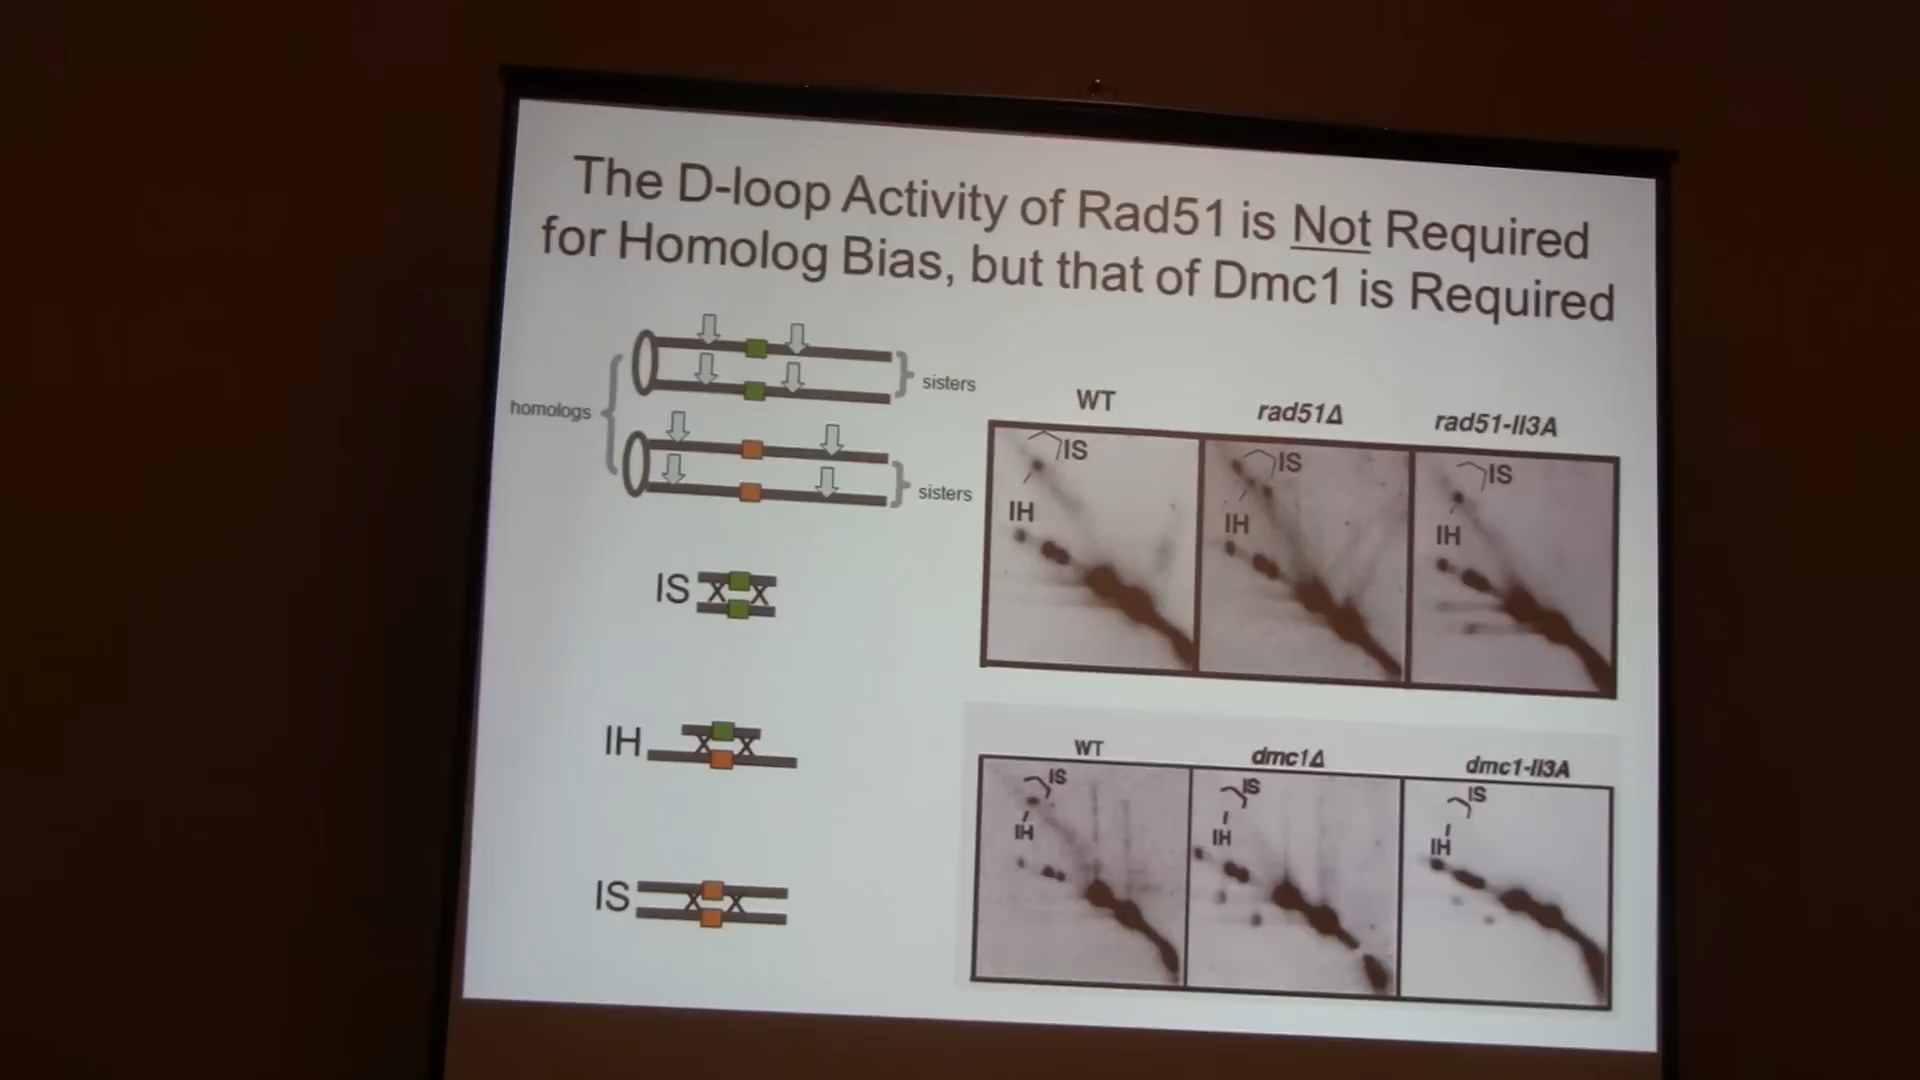 The D-loop Activity of Rad51 is Not Required
for Homolog Bias, but that of Dmc1 is Required
homologs
sisters
sisters
IS
IH
IS
WT
rad51Δ
rad51-II3A
IS
IH
IS
IH
IS
IH
WT
dmc1Δ
dmc1-II3A
IS
IH
IS
IH
IS
IH